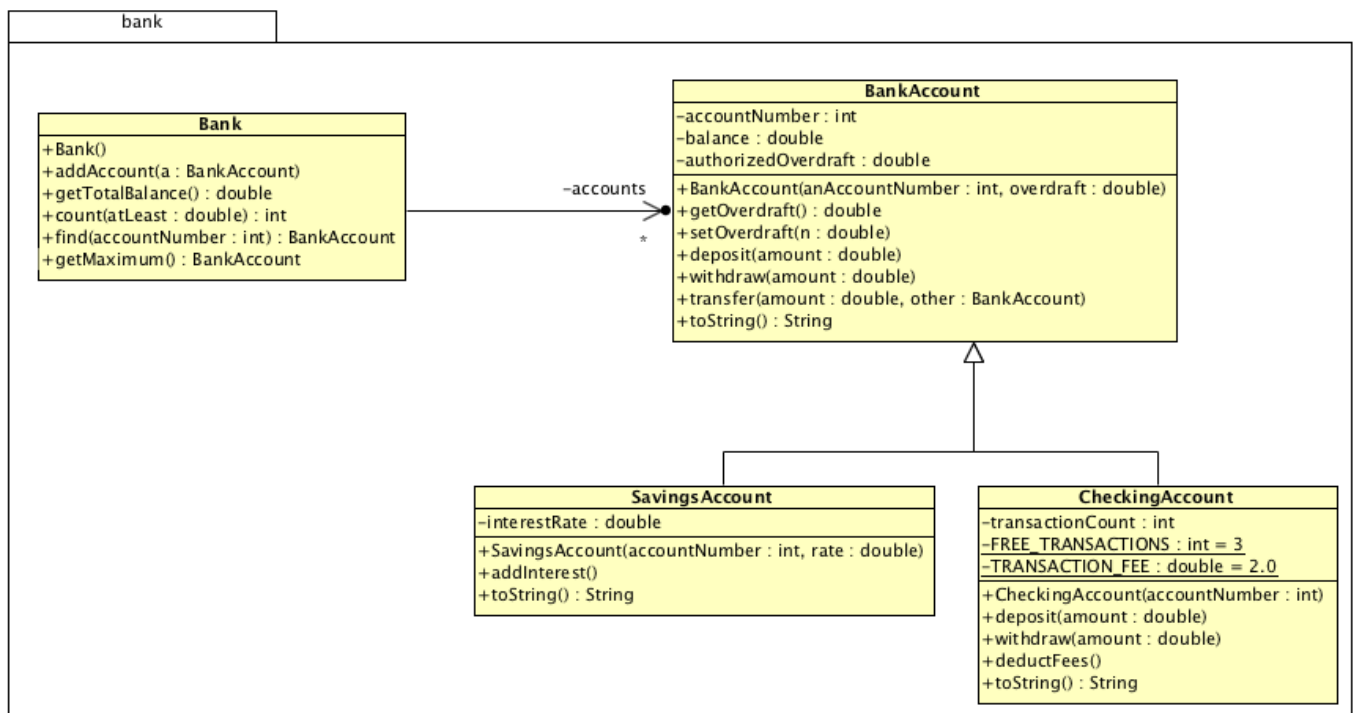 bank
Bank
+Bank()
+addAccount(a : BankAccount)
+getTotalBalance() : double
+count(atLeast : double) : int
+find(accountNumber : int) : BankAccount
+getMaximum() : BankAccount
-accounts
*
BankAccount
-accountNumber : int
-balance : double
-authorizedOverdraft : double
+BankAccount(anAccountNumber : int, overdraft : double)
+getOverdraft() : double
+setOverdraft(n : double)
+deposit(amount : double)
+withdraw(amount : double)
+transfer(amount : double, other : BankAccount)
+toString() : String
SavingsAccount
-interestRate : double
+SavingsAccount(accountNumber : int, rate : double)
+addInterest()
+toString() : String
CheckingAccount
-transactionCount : int
-FREE_TRANSACTIONS : int = 3
-TRANSACTION_FEE : double = 2.0
+CheckingAccount(accountNumber : int)
+deposit(amount : double)
+withdraw(amount : double)
+deductFees()
+toString() : String